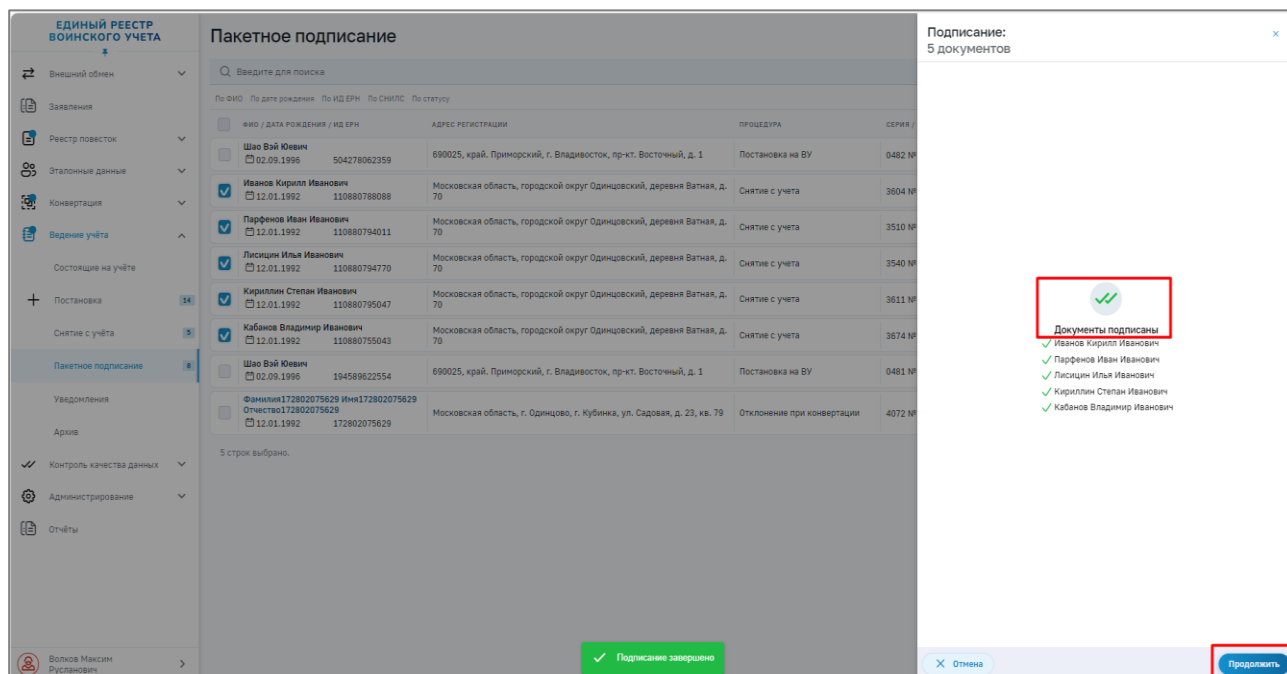 ЕДИНЫЙ РЕЕСТР
ВОИНСКОГО УЧЕТА
Внешний обмен
Заявления
Реестр повесток
Эталонные данные
Конвертация
Ведение учёта
Состоящие на учёте
Постановка 14
Снятие с учёта 5
Пакетное подписание 8
Уведомления
Архив
Контроль качества данных
Администрирование
Отчёты
Волков Максим
Русланович
Пакетное подписание
Введите для поиска
По ФИО По дате рождения По ИД ЕРН По СНИЛС По статусу
ФИО / ДАТА РОЖДЕНИЯ / ИД ЕРН АДРЕС РЕГИСТРАЦИИ ПРОЦЕДУРА СЕРИЯ /
Шао Вэй Юевич
02.09.1996 504278062359 690025, край. Приморский, г. Владивосток, пр-кт. Восточный, д. 1 Постановка на ВУ 0482 №
Иванов Кирилл Иванович
12.01.1992 110880788088 Московская область, городской округ Одинцовский, деревня Ватная, д. 70 Снятие с учета 3604 №
Парфенов Иван Иванович
12.01.1992 110880794011 Московская область, городской округ Одинцовский, деревня Ватная, д. 70 Снятие с учета 3510 №
Лисицин Илья Иванович
12.01.1992 110880794770 Московская область, городской округ Одинцовский, деревня Ватная, д. 70 Снятие с учета 3540 №
Кириллин Степан Иванович
12.01.1992 110880795047 Московская область, городской округ Одинцовский, деревня Ватная, д. 70 Снятие с учета 3611 №
Кабанов Владимир Иванович
12.01.1992 110880755043 Московская область, городской округ Одинцовский, деревня Ватная, д. 70 Снятие с учета 3674 №
Шао Вэй Юевич
02.09.1996 194589622554 690025, край. Приморский, г. Владивосток, пр-кт. Восточный, д. 1 Постановка на ВУ 0481 №
Фамилия172802075629 Имя172802075629
Отчество172802075629
12.01.1992 172802075629 Московская область, г. Одинцово, г. Кубинка, ул. Садовая, д. 23, кв. 79 Отклонение при конвертации 4072 №
5 строк выбрано.
Подписание завершено
Подписание:
5 документов
Документы подписаны
Иванов Кирилл Иванович
Парфенов Иван Иванович
Лисицин Илья Иванович
Кириллин Степан Иванович
Кабанов Владимир Иванович
Отмена
Продолжить